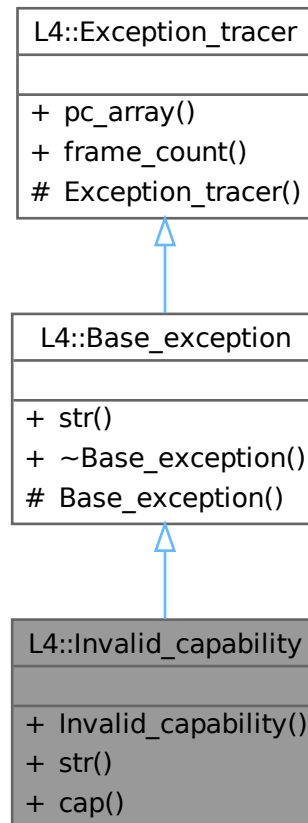 L4::Exception_tracer
+ pc_array()
+ frame_count()
# Exception_tracer()
L4::Base_exception
+ str()
+ ~Base_exception()
# Base_exception()
L4::Invalid_capability
+ Invalid_capability()
+ str()
+ cap()